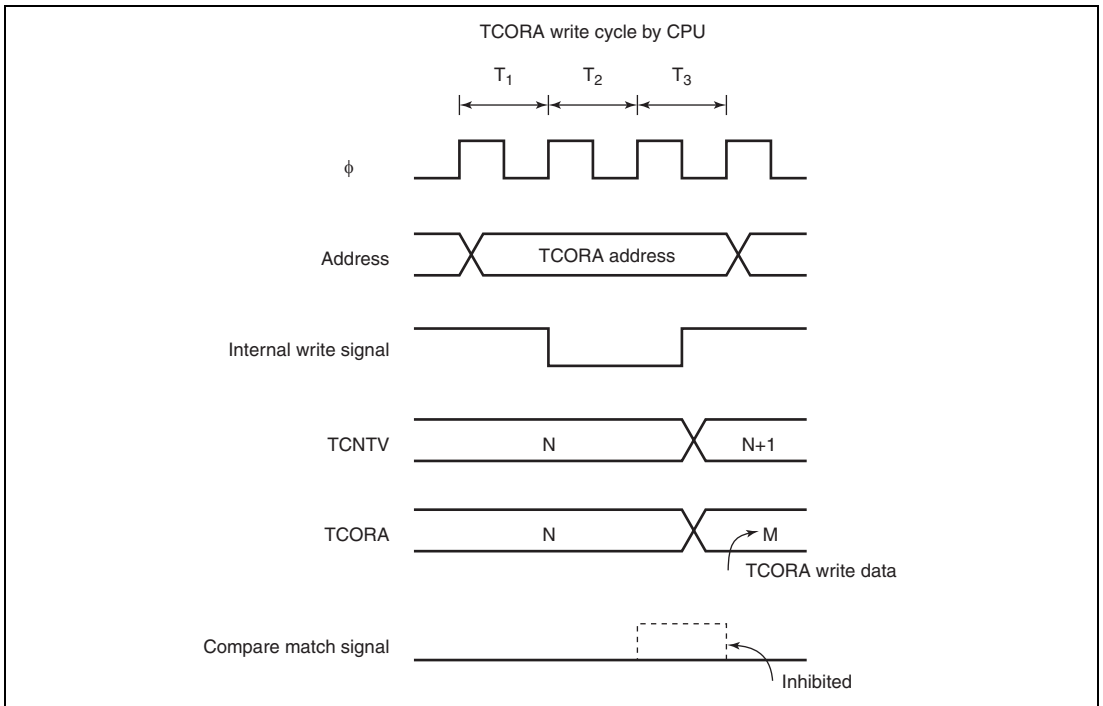 TCORA write cycle by CPU
T1 T2 T3
ϕ
Address TCORA address
Internal write signal
TCNTV N N+1
TCORA N M
TCORA write data
Compare match signal
Inhibited